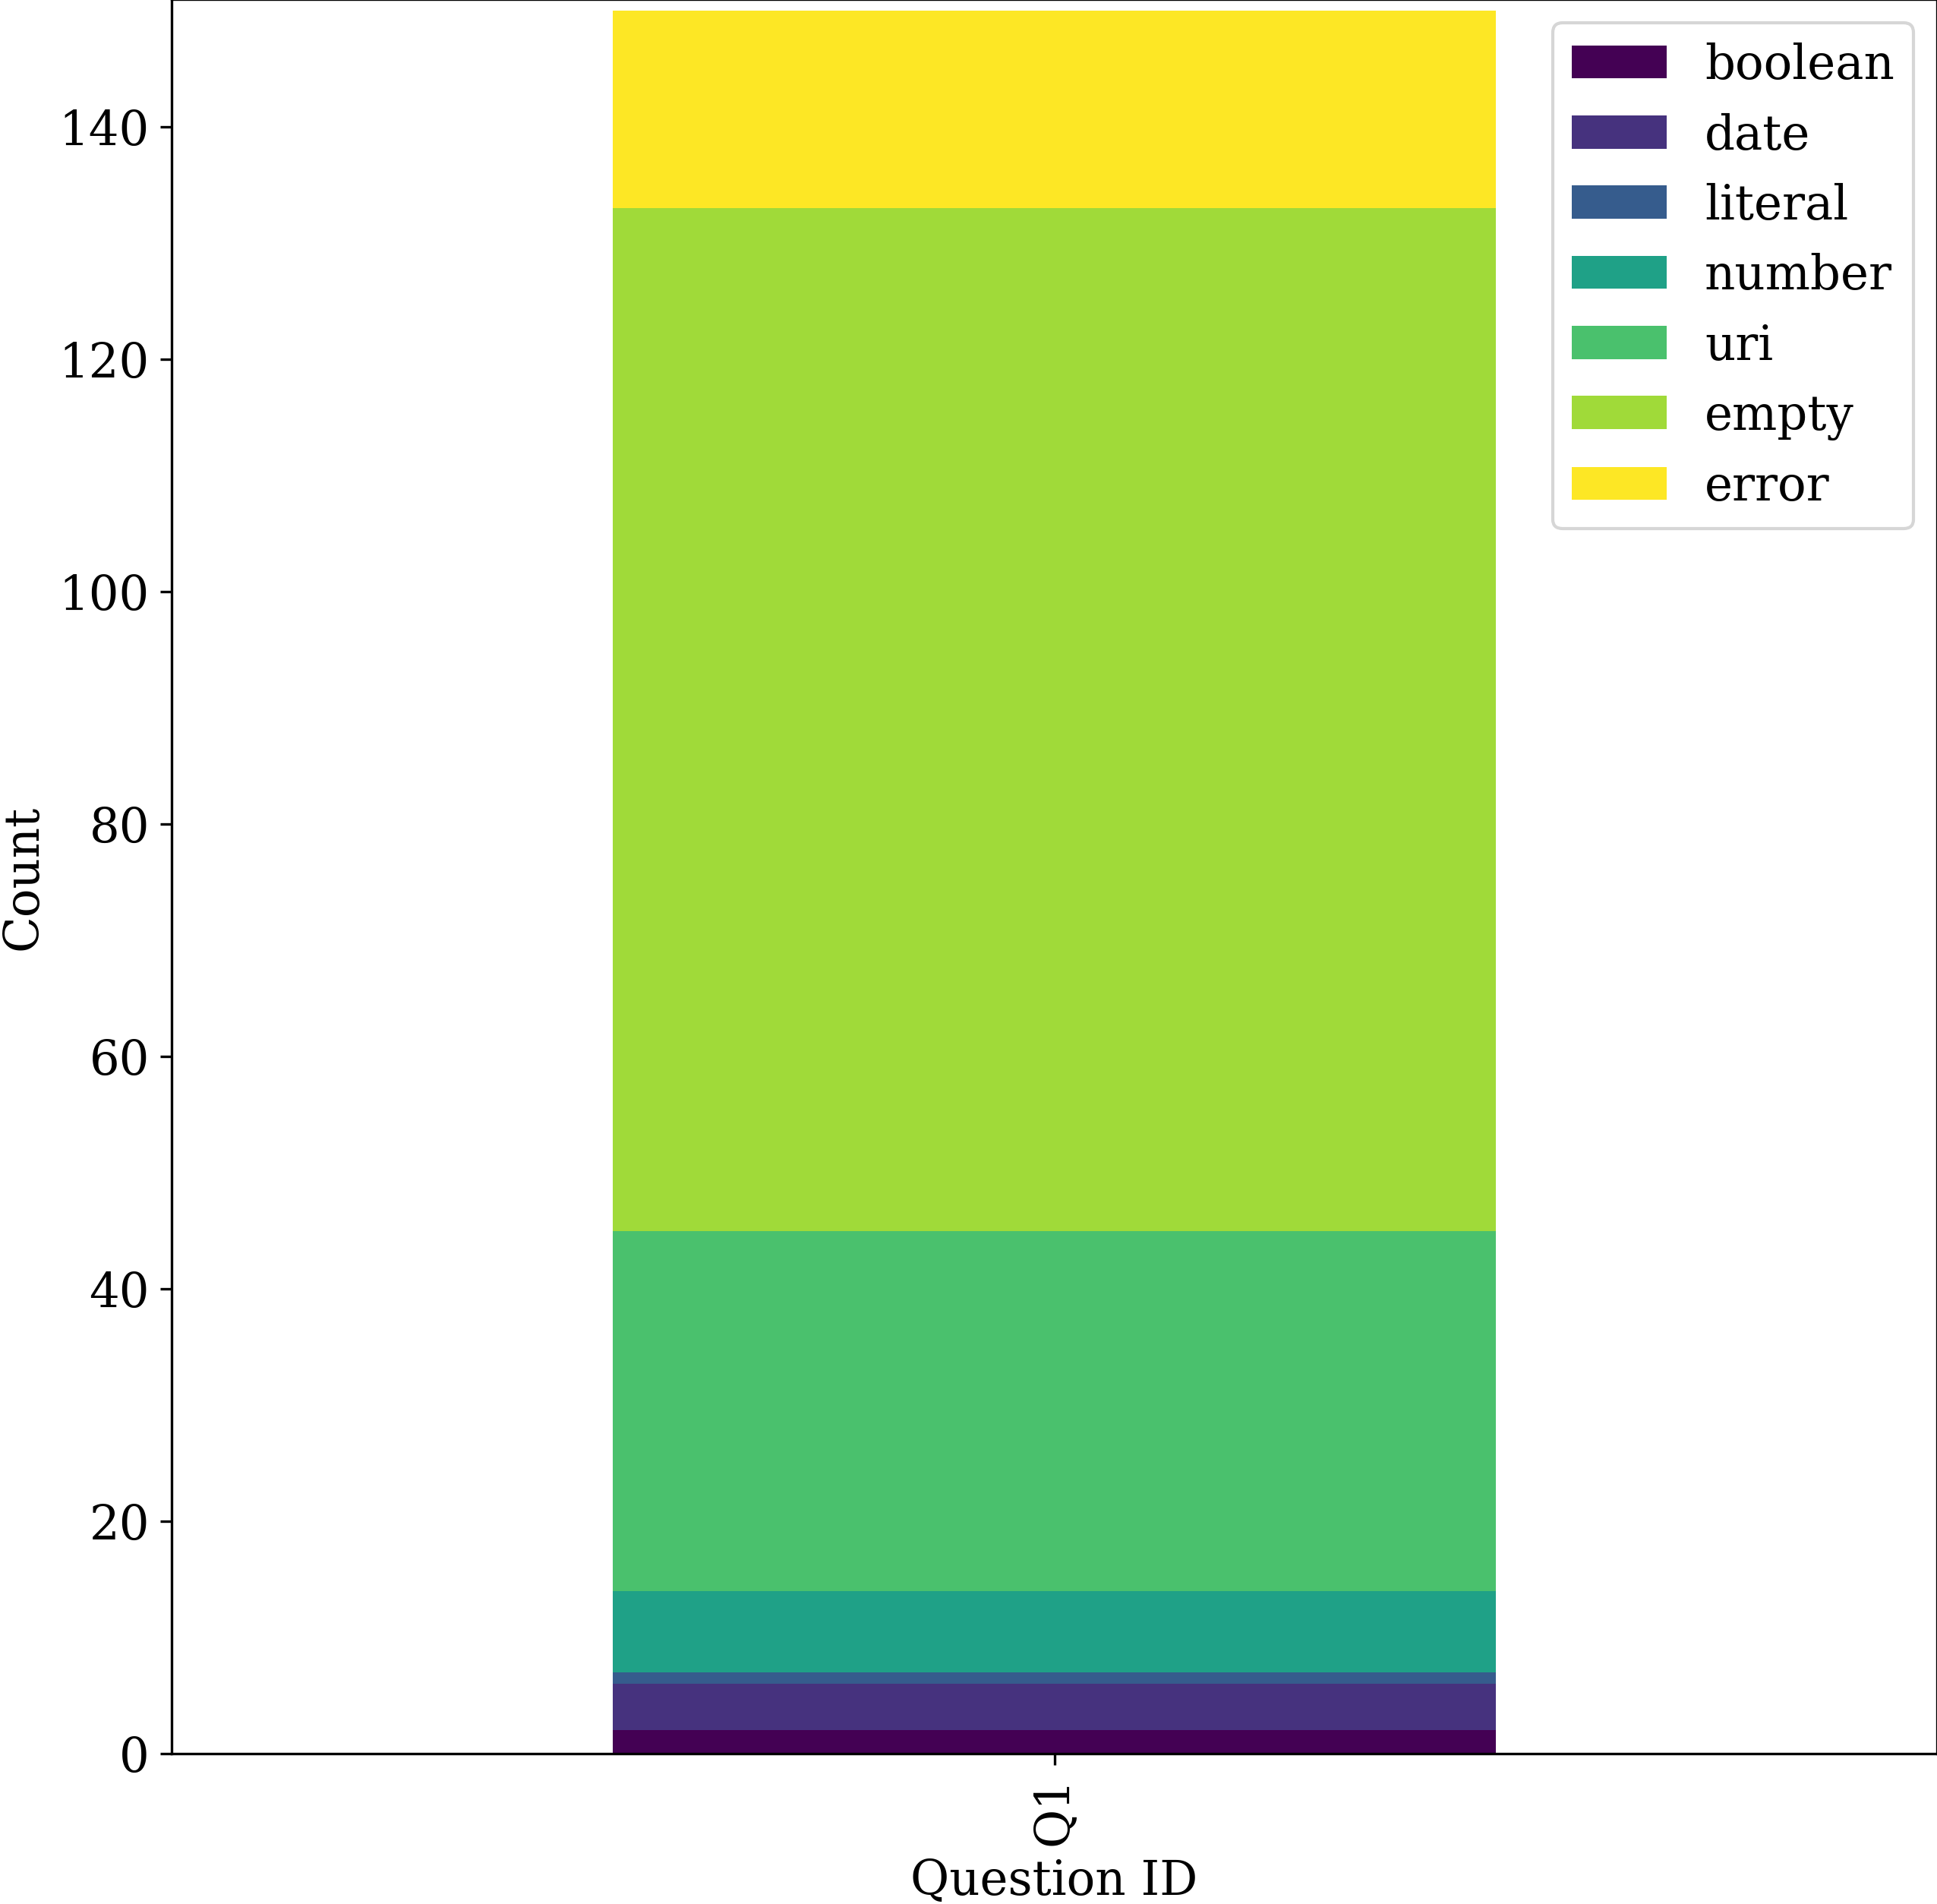 boolean
date
literal
number
uri
empty
error
140
120
100
80
60
40
20
0
Count
Q1
Question ID